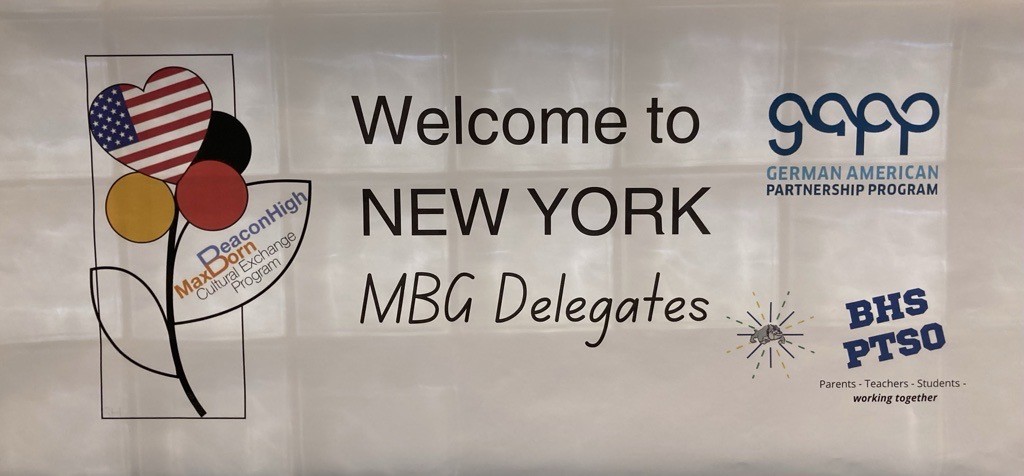 Welcome to
NEW YORK
MBG Delegates
BeaconHigh
MaxBorn
Cultural Exchange
Program
gapp
GERMAN AMERICAN
PARTNERSHIP PROGRAM
BHS
PTSO
Parents - Teachers - Students -
working together